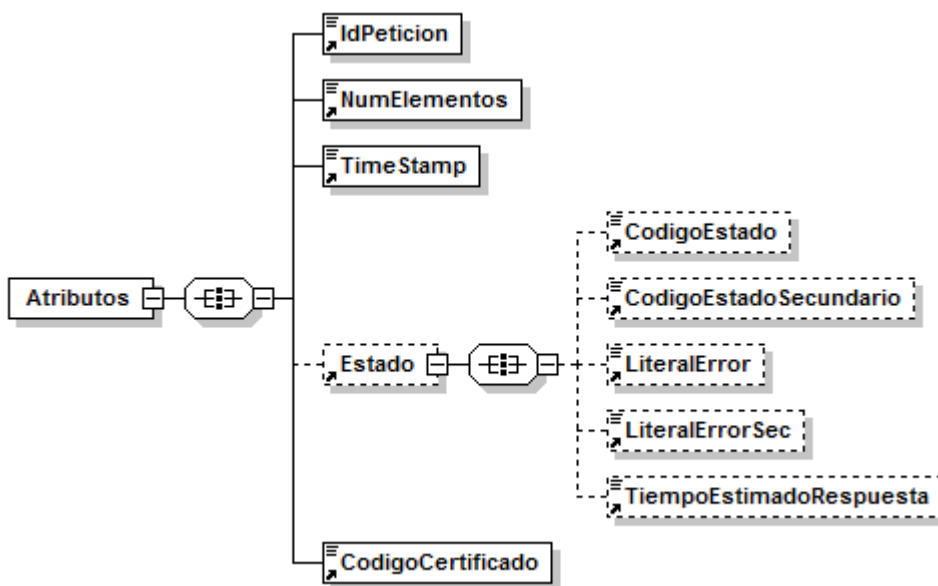 IdPeticion
NumElementos
TimeStamp
CodigoEstado
CodigoEstadoSecundario
Atributos
Estado
LiteralError
LiteralErrorSec
TiempoEstimadoRespuesta
CodigoCertificado